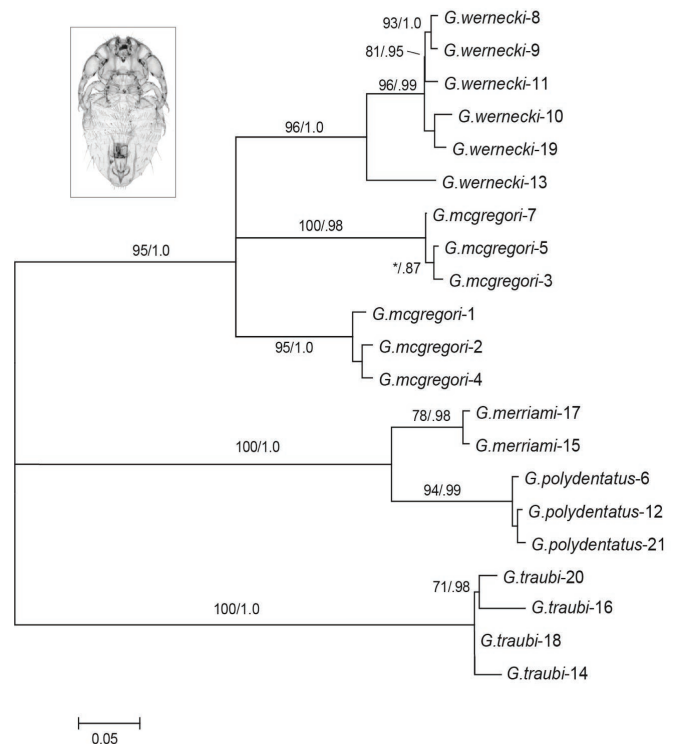 93/1.0
G.wernecki-8
81/.95
G.wernecki-9
96/.99
G.wernecki-11
G.wernecki-10
96/1.0
G.wernecki-19
G.wernecki-13
100/.98
G.mcgregori-7
95/1.0
G.mcgregori-5
*/.87
G.mcgregori-3
G.mcgregori-1
95/1.0
G.mcgregori-2
G.mcgregori-4
78/.98
G.merriami-17
100/1.0
G.merriami-15
94/.99
G.polydentatus-6
G.polydentatus-12
G.polydentatus-21
71/.98
G.traubi-20
100/1.0
G.traubi-16
G.traubi-18
G.traubi-14
0.05